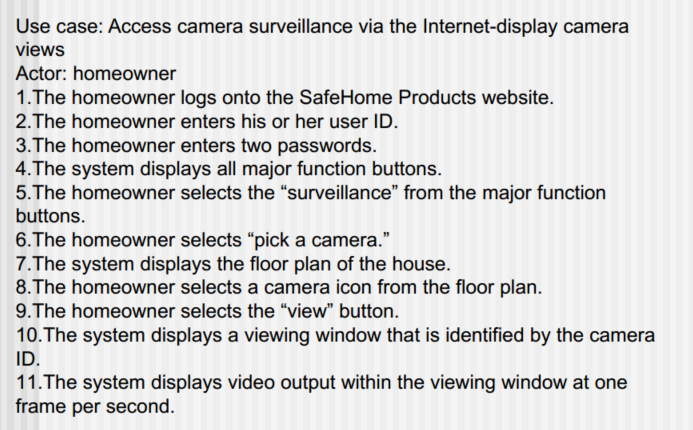 Use case: Access camera surveillance via the Internet-display camera
views
Actor: homeowner
1.The homeowner logs onto the SafeHome Products website.
2.The homeowner enters his or her user ID.
3.The homeowner enters two passwords.
4.The system displays all major function buttons.
5.The homeowner selects the “surveillance” from the major function
buttons.
6.The homeowner selects “pick a camera.”
7.The system displays the floor plan of the house.
8.The homeowner selects a camera icon from the floor plan.
9.The homeowner selects the “view” button.
10.The system displays a viewing window that is identified by the camera
ID.
11.The system displays video output within the viewing window at one
frame per second.